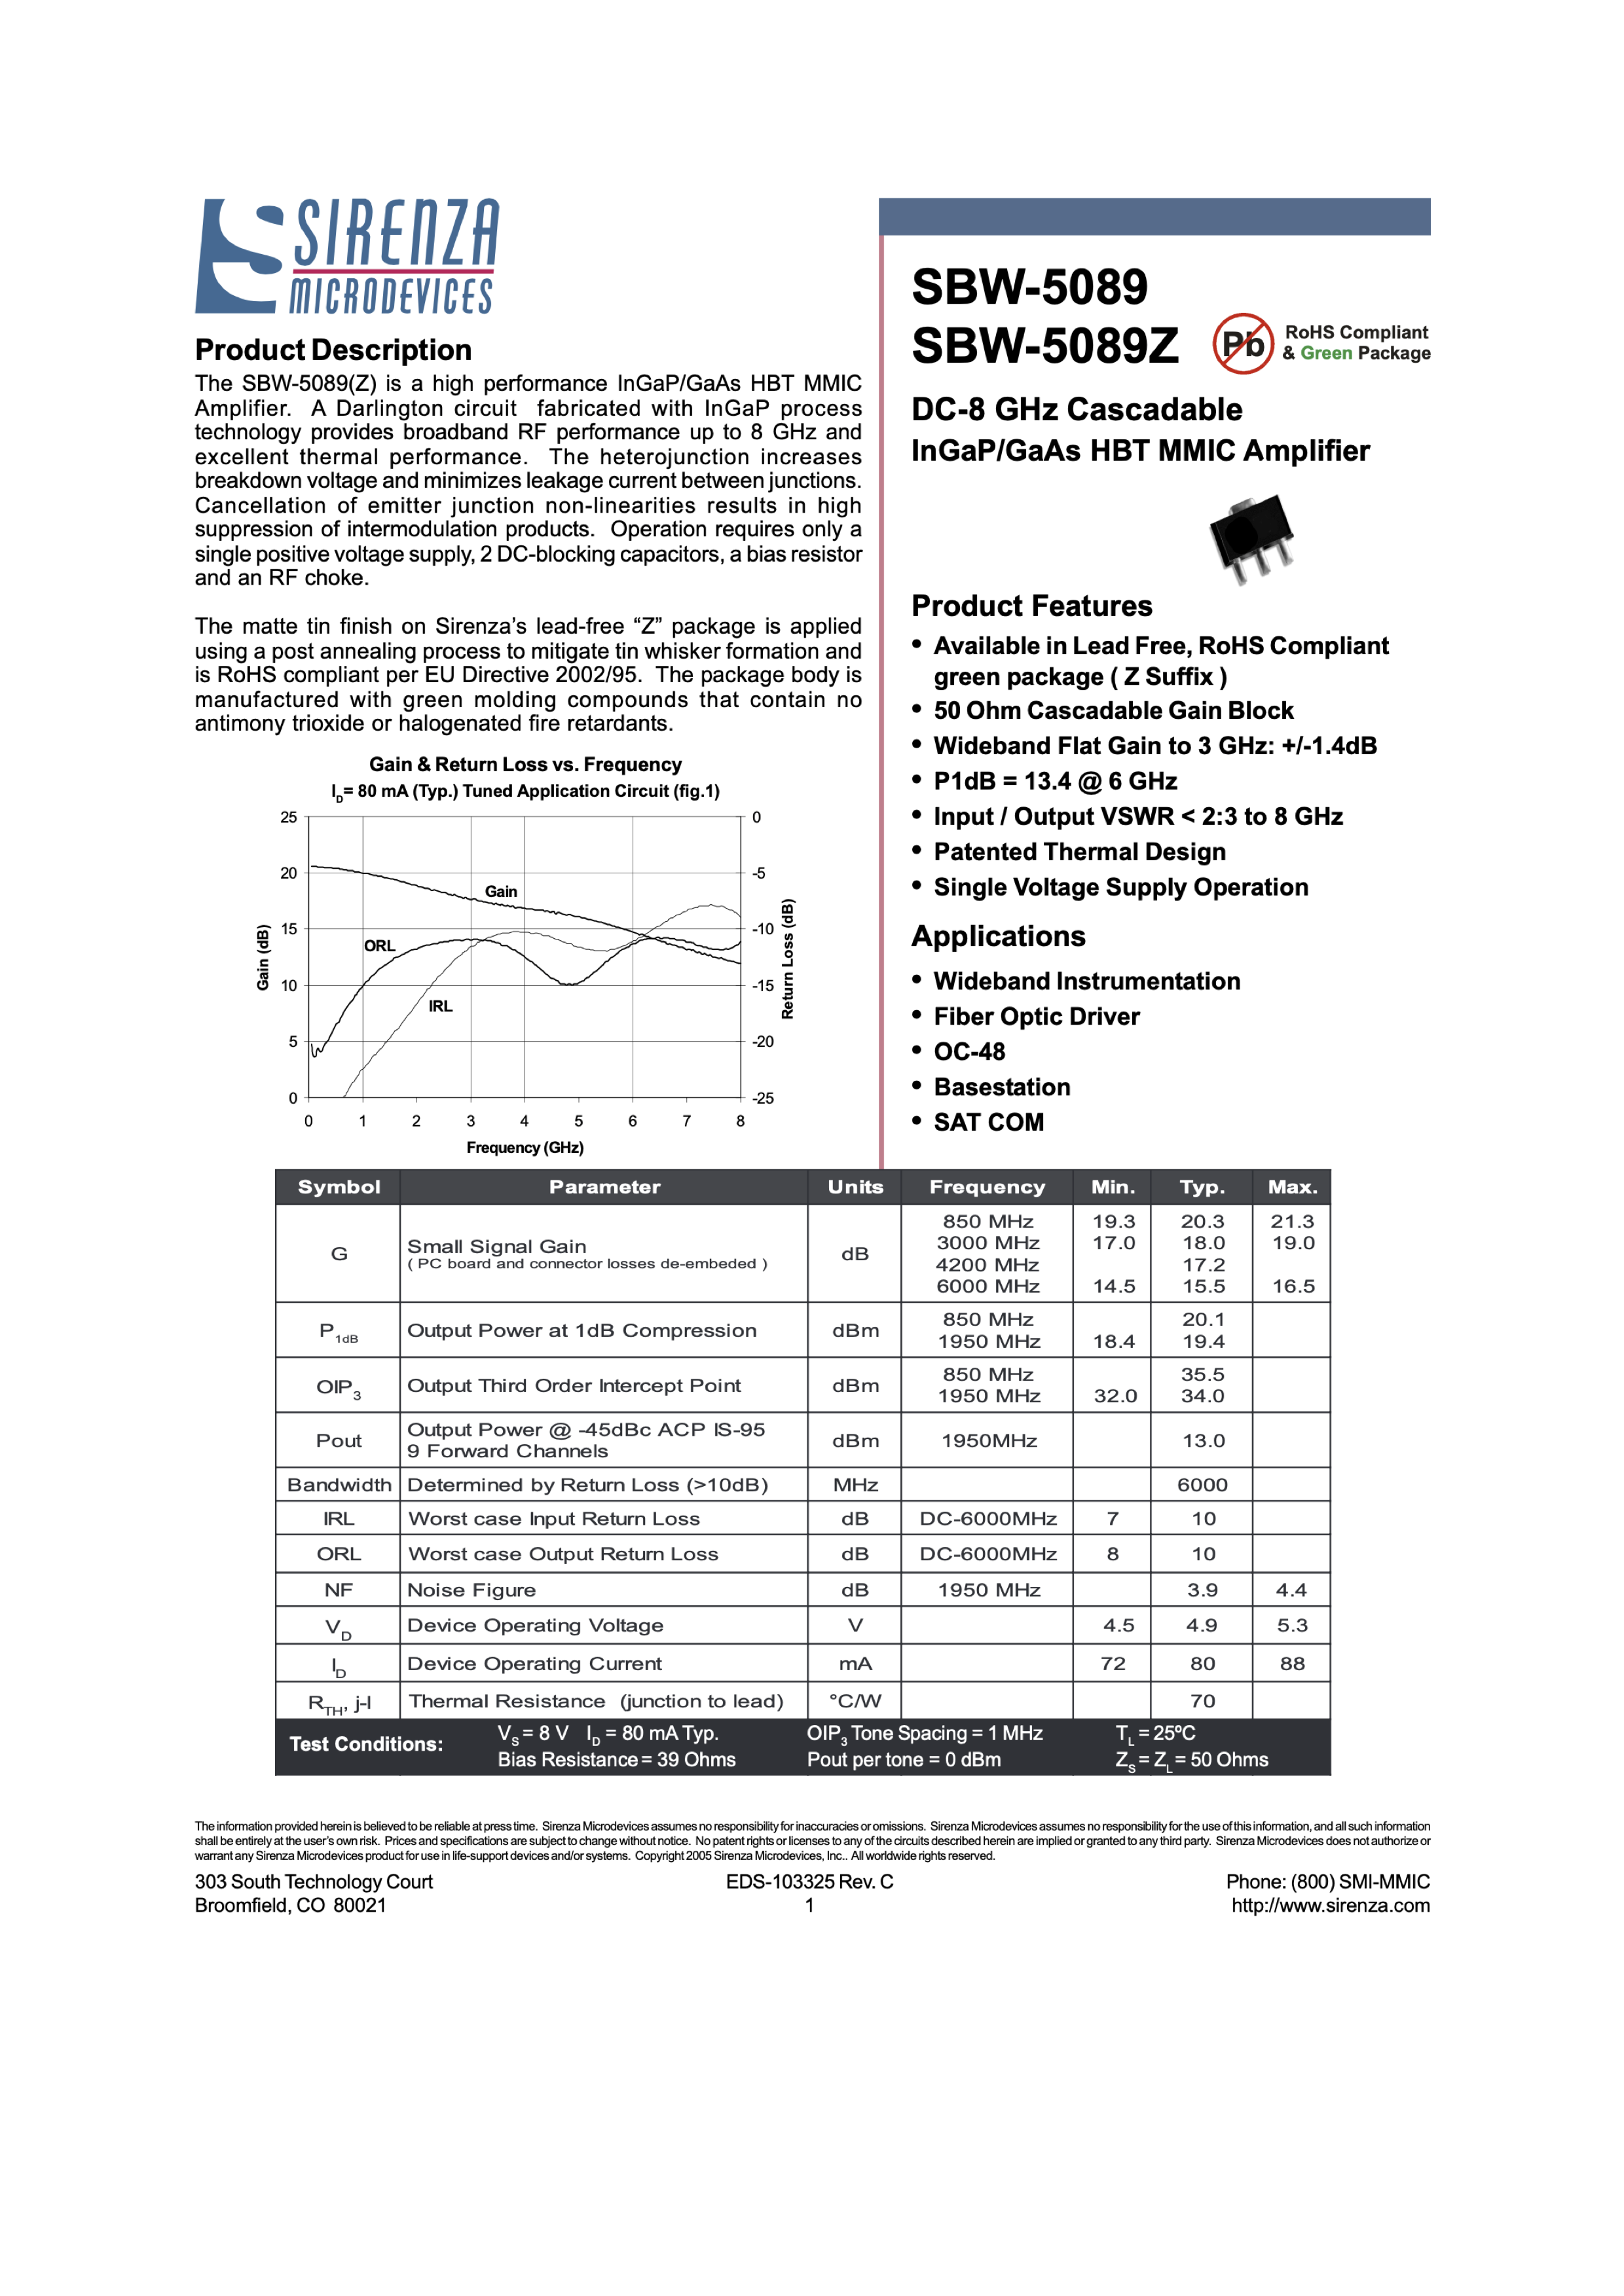 SIRENZA
MICRODEVICES
Product Description
The SBW-5089(Z) is a high performance InGaP/GaAs HBT MMIC
Amplifier. A Darlington circuit fabricated with InGaP process
technology provides broadband RF performance up to 8 GHz and
excellent thermal performance. The heterojunction increases
breakdown voltage and minimizes leakage current between junctions.
Cancellation of emitter junction non-linearities results in high
suppression of intermodulation products. Operation requires only a
single positive voltage supply, 2 DC-blocking capacitors, a bias resistor
and an RF choke.
The matte tin finish on Sirenza's lead-free “Z” package is applied
using a post annealing process to mitigate tin whisker formation and
is RoHS compliant per EU Directive 2002/95. The package body is
manufactured with green molding compounds that contain no
antimony trioxide or halogenated fire retardants.
Gain & Return Loss vs. Frequency
I_D= 80 mA (Typ.) Tuned Application Circuit (fig.1)
25 0
20 -5
15 -10
10 -15
5 -20
0 -25
Gain
ORL
IRL
Gain (dB)
Return Loss (dB)
0 1 2 3 4 5 6 7 8
Frequency (GHz)
SBW-5089
SBW-5089Z
Pb
RoHS Compliant
& Green Package
DC-8 GHz Cascadable
InGaP/GaAs HBT MMIC Amplifier
Product Features
• Available in Lead Free, RoHS Compliant
green package ( Z Suffix )
• 50 Ohm Cascadable Gain Block
• Wideband Flat Gain to 3 GHz: +/-1.4dB
• P1dB = 13.4 @ 6 GHz
• Input / Output VSWR < 2:3 to 8 GHz
• Patented Thermal Design
• Single Voltage Supply Operation
Applications
• Wideband Instrumentation
• Fiber Optic Driver
• OC-48
• Basestation
• SAT COM
Symbol Parameter Units Frequency Min. Typ. Max.
G Small Signal Gain ( PC board and connector losses de-embeded ) dB
850 MHz 19.3 20.3 21.3
3000 MHz 17.0 18.0 19.0
4200 MHz 17.2
6000 MHz 14.5 15.5 16.5
P1dB Output Power at 1dB Compression dBm
850 MHz 20.1
1950 MHz 18.4 19.4
OIP3 Output Third Order Intercept Point dBm
850 MHz 35.5
1950 MHz 32.0 34.0
Pout Output Power @ -45dBc ACP IS-95
9 Forward Channels dBm 1950MHz 13.0
Bandwidth Determined by Return Loss (>10dB) MHz 6000
IRL Worst case Input Return Loss dB DC-6000MHz 7 10
ORL Worst case Output Return Loss dB DC-6000MHz 8 10
NF Noise Figure dB 1950 MHz 3.9 4.4
V_D Device Operating Voltage V 4.5 4.9 5.3
I_D Device Operating Current mA 72 80 88
R_TH, j-l Thermal Resistance (junction to lead) °C/W 70
Test Conditions:
V_S = 8 V I_D = 80 mA Typ. OIP3 Tone Spacing = 1 MHz T_L = 25ºC
Bias Resistance = 39 Ohms Pout per tone = 0 dBm Z_S = Z_L = 50 Ohms
The information provided herein is believed to be reliable at press time. Sirenza Microdevices assumes no responsibility for inaccuracies or omissions. Sirenza Microdevices assumes no responsibility for the use of this information, and all such information
shall be entirely at the user's own risk. Prices and specifications are subject to change without notice. No patent rights or licenses to any of the circuits described herein are implied or granted to any third party. Sirenza Microdevices does not authorize or
warrant any Sirenza Microdevices product for use in life-support devices and/or systems. Copyright 2005 Sirenza Microdevices, Inc.. All worldwide rights reserved.
303 South Technology Court EDS-103325 Rev. C Phone: (800) SMI-MMIC
Broomfield, CO 80021 1 http://www.sirenza.com